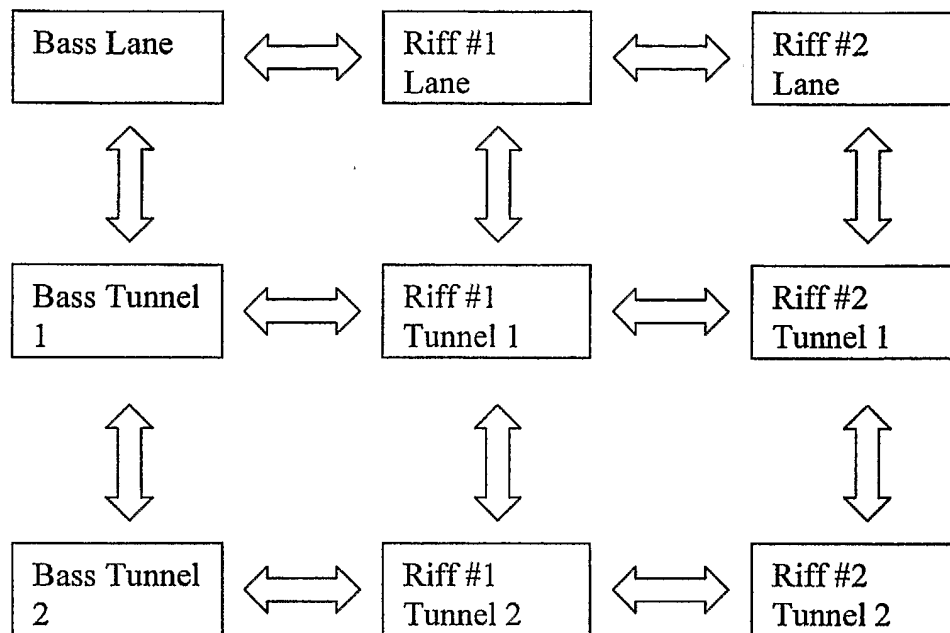 Bass Lane
Riff #1
Lane
Riff #2
Lane
Bass Tunnel
1
Riff #1
Tunnel 1
Riff #2
Tunnel 1
Bass Tunnel
2
Riff #1
Tunnel 2
Riff #2
Tunnel 2